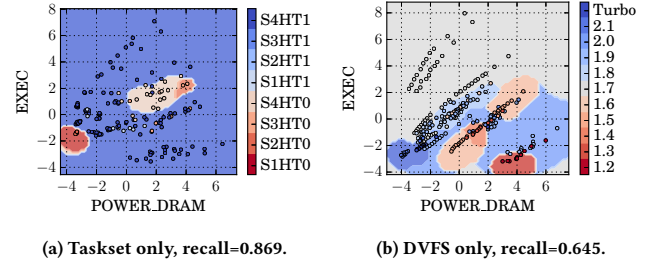 8
6
4
2
0
−2
−4
−4 −2 0 2 4 6
EXEC
POWER_DRAM
S4HT1
S3HT1
S2HT1
S1HT1
S4HT0
S3HT0
S2HT0
S1HT0
(a) Taskset only, recall=0.869.
8
6
4
2
0
−2
−4
−4 −2 0 2 4 6
EXEC
POWER_DRAM
Turbo
2.1
2.0
1.9
1.8
1.7
1.6
1.5
1.4
1.3
1.2
(b) DVFS only, recall=0.645.